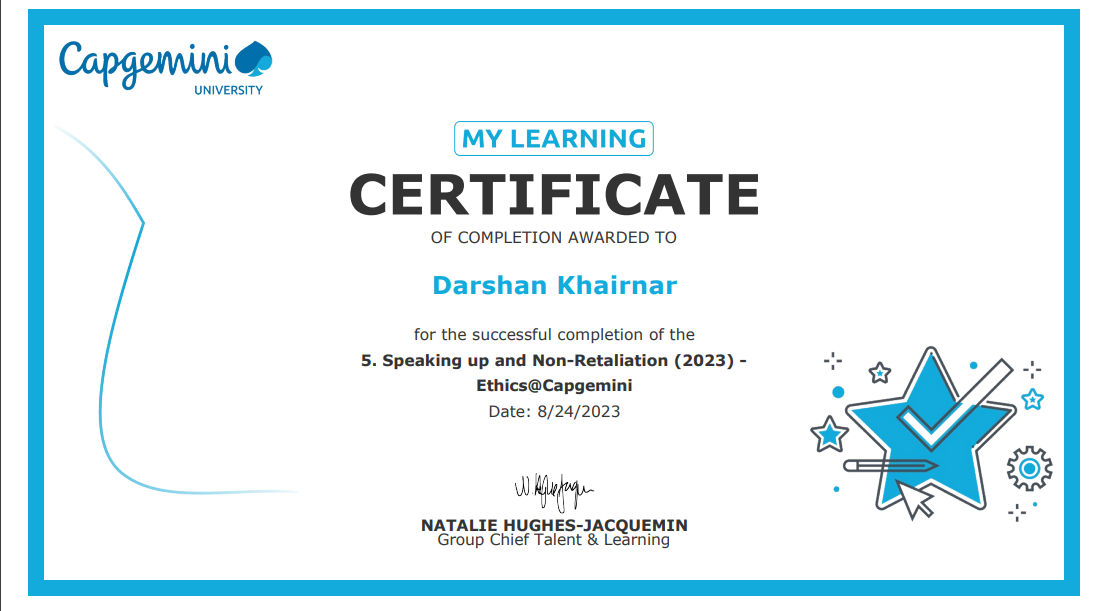 Capgemini
UNIVERSITY
MY LEARNING
CERTIFICATE
OF COMPLETION AWARDED TO
Darshan Khairnar
for the successful completion of the
5. Speaking up and Non-Retaliation (2023) -
Ethics@Capgemini
Date: 8/24/2023
NATALIE HUGHES-JACQUEMIN
Group Chief Talent & Learning